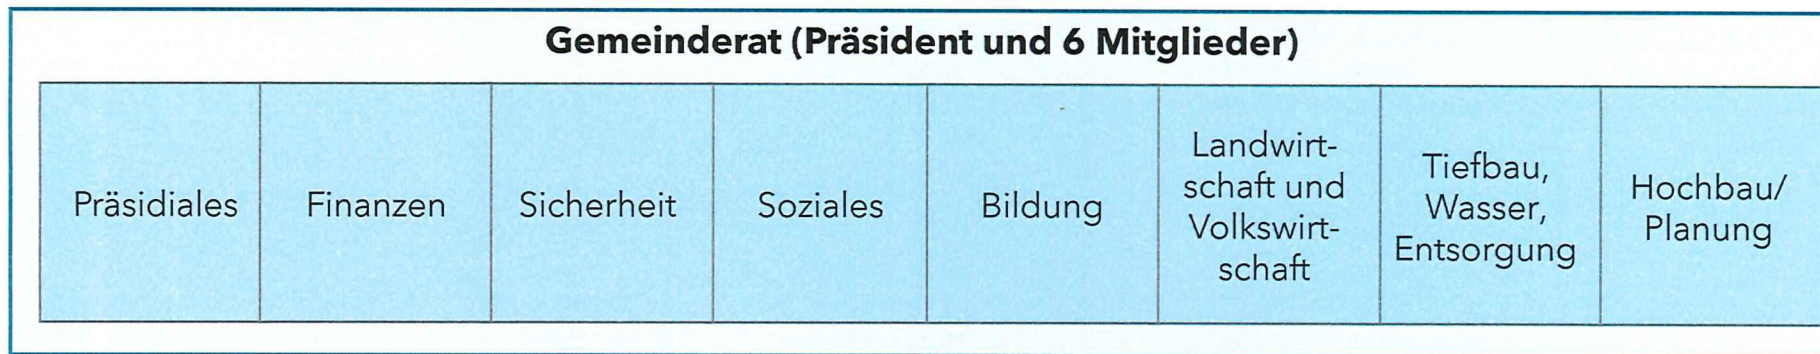 Gemeinderat (Präsident und 6 Mitglieder)
Präsidiales
Finanzen
Sicherheit
Soziales
Bildung
Landwirt-
schaft und
Volkswirt-
schaft
Tiefbau,
Wasser,
Entsorgung
Hochbau/
Planung